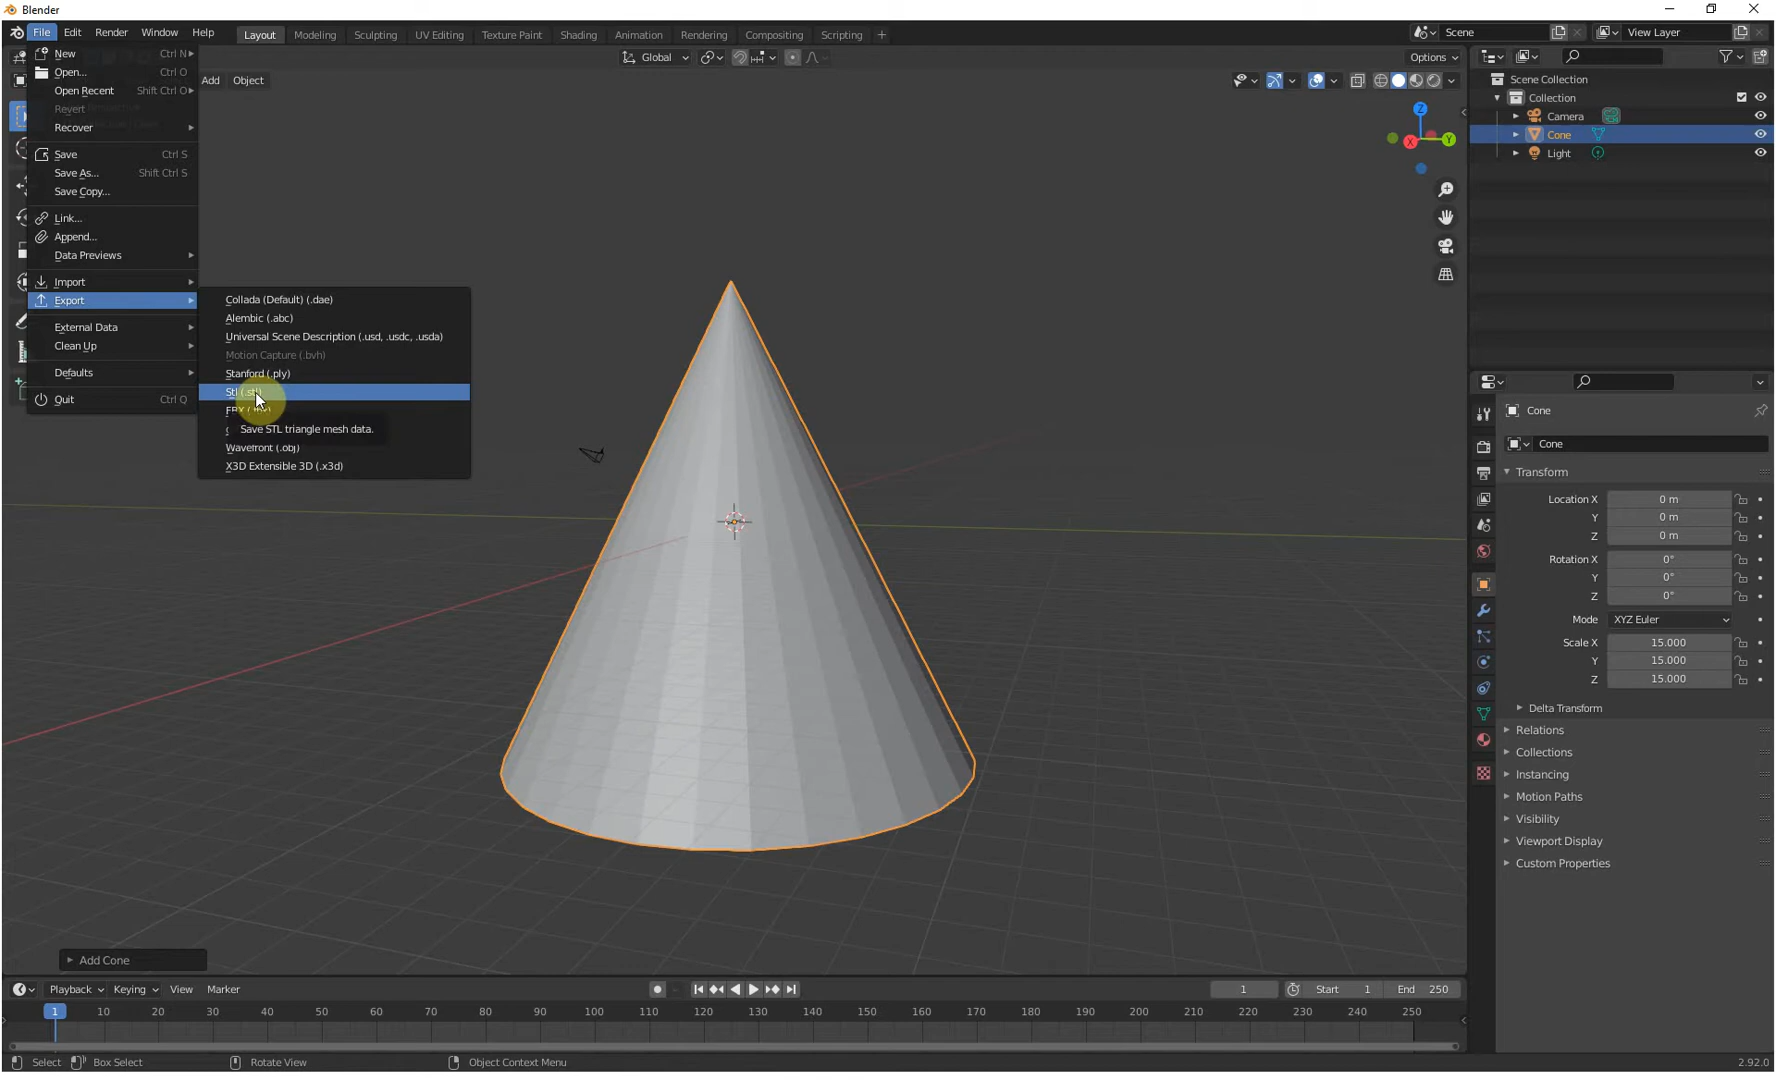 Blender
File Edit Render Window Help
Layout Modeling Sculpting UV Editing Texture Paint Shading Animation Rendering Compositing Scripting +
Scene
View Layer
Global
Options
Add Object
New Ctrl N
Open... Ctrl O
Open Recent Shift Ctrl O
Revert
Recover
Save Ctrl S
Save As... Shift Ctrl S
Save Copy...
Link...
Append...
Data Previews
Import
Export
External Data
Clean Up
Defaults
Quit Ctrl Q
Collada (Default) (.dae)
Alembic (.abc)
Universal Scene Description (.usd, .usdc, .usda)
Motion Capture (.bvh)
Stanford (.ply)
Stl (.stl)
Save STL triangle mesh data.
Wavefront (.obj)
X3D Extensible 3D (.x3d)
Z
X
Y
Scene Collection
Collection
Camera
Cone
Light
Cone
Cone
Transform
Location X 0 m
Y 0 m
Z 0 m
Rotation X 0°
Y 0°
Z 0°
Mode XYZ Euler
Scale X 15.000
Y 15.000
Z 15.000
Delta Transform
Relations
Collections
Instancing
Motion Paths
Visibility
Viewport Display
Custom Properties
Add Cone
Playback Keying View Marker
1 Start 1 End 250
1 10 20 30 40 50 60 70 80 90 100 110 120 130 140 150 160 170 180 190 200 210 220 230 240 250
Select Box Select Rotate View Object Context Menu
2.92.0